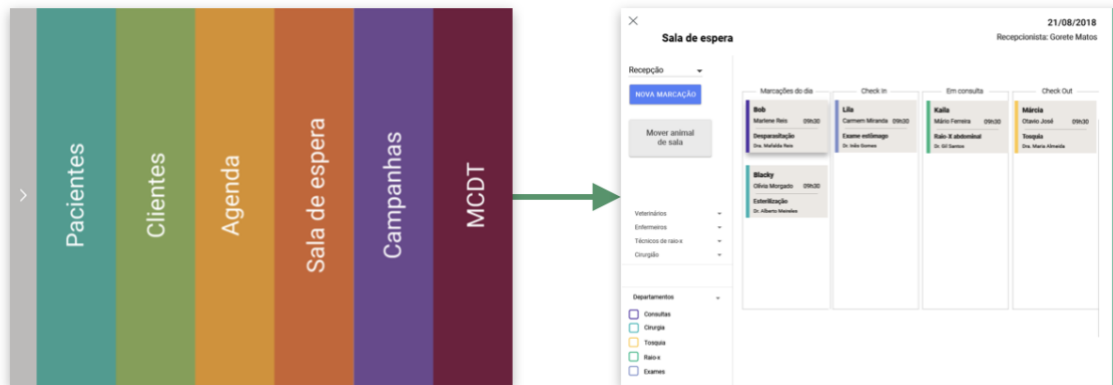 Pacientes
Clientes
Agenda
Sala de espera
Campanhas
MCDT
21/08/2018
Sala de espera
Recepcionista: Gorete Matos
Recepção
NOVA MARCAÇÃO
Mover animal
de sala
Veterinários
Enfermeiros
Técnicos de raio-x
Cirurgião
Departamentos
Consultas
Cirurgia
Tosquia
Raio-x
Exames
Marcações do dia
Bob
Marlene Reis 09h30
Desparasitação
Dra. Mafalda Reis
Blacky
Olívia Morgado 09h30
Esterilização
Dr. Alberto Meireles
Check In
Lila
Carmem Miranda 09h30
Exame estômago
Dr. Inês Gomes
Em consulta
Kaila
Mário Ferreira 09h30
Raio-X abdominal
Dr. Gil Santos
Check Out
Márcia
Otavio José 09h30
Tosquia
Dra. Maria Almeida